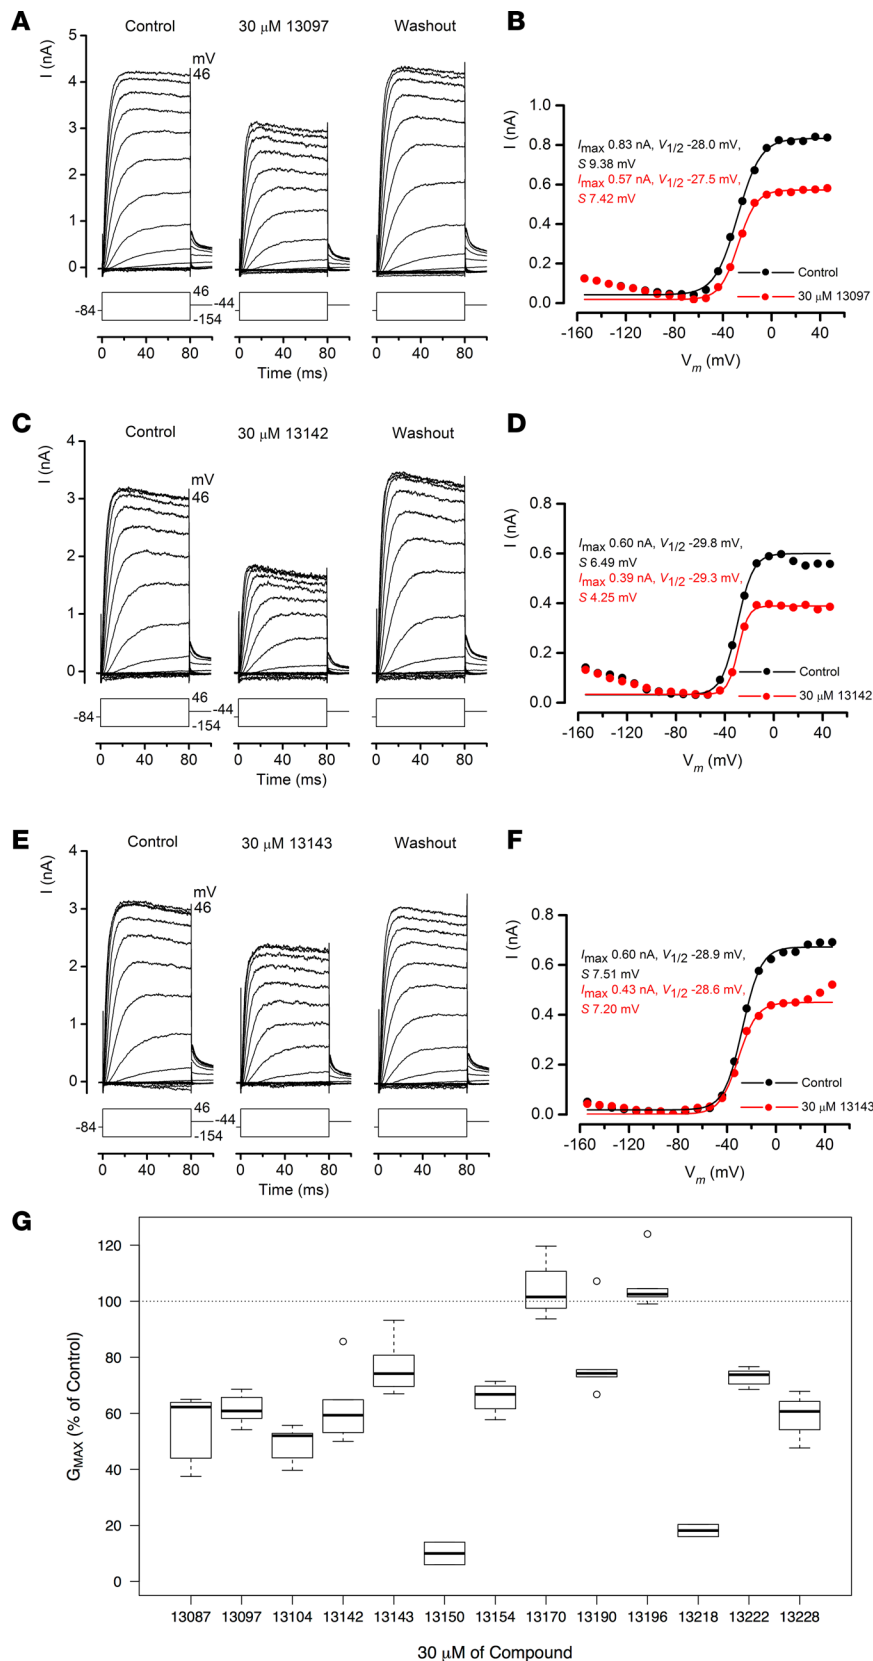 A
Control
30 µM 13097
Washout
I (nA)
5
4
3
2
1
0
mV
46
-84
46
-154
-44
0 40 80
0 40 80
0 40 80
Time (ms)
B
I (nA)
1.0
0.8
0.6
0.4
0.2
0.0
Imax 0.83 nA, V1/2 -28.0 mV,
S 9.38 mV
Imax 0.57 nA, V1/2 -27.5 mV,
S 7.42 mV
Control
30 µM 13097
-160 -120 -80 -40 0 40
Vm (mV)
C
Control
30 µM 13142
Washout
I (nA)
4
3
2
1
0
mV
46
-84
46
-154
-44
0 40 80
0 40 80
0 40 80
Time (ms)
D
I (nA)
0.8
0.6
0.4
0.2
0.0
Imax 0.60 nA, V1/2 -29.8 mV,
S 6.49 mV
Imax 0.39 nA, V1/2 -29.3 mV,
S 4.25 mV
Control
30 µM 13142
-160 -120 -80 -40 0 40
Vm (mV)
E
Control
30 µM 13143
Washout
I (nA)
4
3
2
1
0
mV
46
-84
46
-154
-44
0 40 80
0 40 80
0 40 80
Time (ms)
F
I (nA)
0.8
0.6
0.4
0.2
0.0
Imax 0.60 nA, V1/2 -28.9 mV,
S 7.51 mV
Imax 0.43 nA, V1/2 -28.6 mV,
S 7.20 mV
Control
30 µM 13143
-160 -120 -80 -40 0 40
Vm (mV)
G
GMAX (% of Control)
120
100
80
60
40
20
0
13087 13097 13104 13142 13143 13150 13154 13170 13190 13196 13218 13222 13228
30 µM of Compound